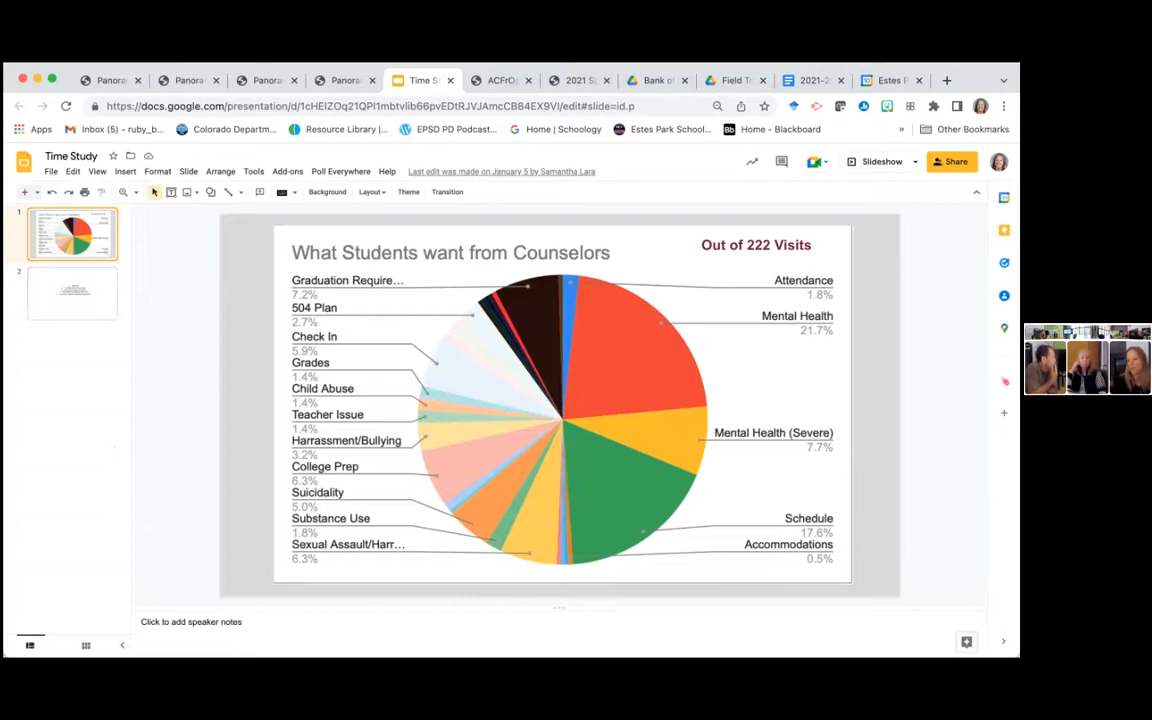 Panora
Panora
Panora
Panora
Time S
ACFrO
2021 S
Bank of
Field Tr
2021-2
Estes P
https://docs.google.com/presentation/d/1cHEIZOq21QPI1mbtvlib66pvEDtRJVJAmcCB84EX9VI/edit#slide=id.p
Apps
Inbox (5) - ruby_b...
Colorado Departm...
Resource Library |...
EPSD PD Podcast...
Home | Schoology
Estes Park School...
Bb Home - Blackboard
»
Other Bookmarks
Time Study
File Edit View Insert Format Slide Arrange Tools Add-ons Poll Everywhere Help Last edit made on January 5 by Samantha Lara
Slideshow
Share
Background Layout Theme Transition
1
2
What Students want from Counselors
Out of 222 Visits
Graduation Require...
7.2%
504 Plan
2.7%
Check In
5.9%
Grades
1.4%
Child Abuse
1.4%
Teacher Issue
1.4%
Harrassment/Bullying
3.2%
College Prep
6.3%
Suicidality
5.0%
Substance Use
1.8%
Sexual Assault/Harr...
6.3%
Attendance
1.8%
Mental Health
21.7%
Mental Health (Severe)
7.7%
Schedule
17.6%
Accommodations
0.5%
Click to add speaker notes